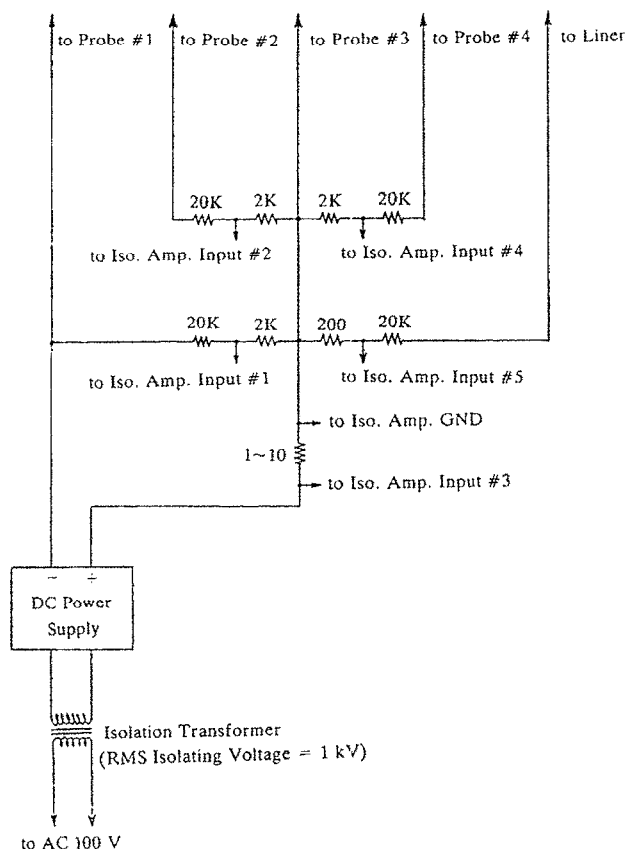 to Probe #1
to Probe #2
to Probe #3
to Probe #4
to Liner
20K 2K 2K 20K
to Iso. Amp. Input #2
to Iso. Amp. Input #4
20K 2K 200 20K
to Iso. Amp. Input #1
to Iso. Amp. Input #5
to Iso. Amp. GND
1~10
to Iso. Amp. Input #3
− +
DC Power
Supply
Isolation Transformer
(RMS Isolating Voltage = 1 kV)
to AC 100 V